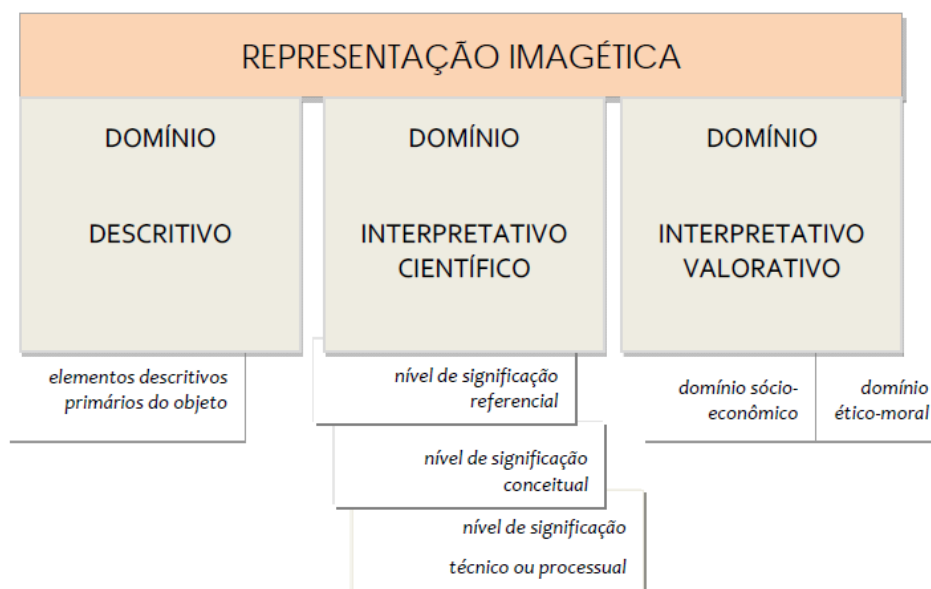 REPRESENTAÇÃO IMAGÉTICA
DOMÍNIO
DESCRITIVO
elementos descritivos
primários do objeto
DOMÍNIO
INTERPRETATIVO
CIENTÍFICO
nível de significação
referencial
nível de significação
conceitual
nível de significação
técnico ou processual
DOMÍNIO
INTERPRETATIVO
VALORATIVO
domínio sócio-
econômico
domínio
ético-moral